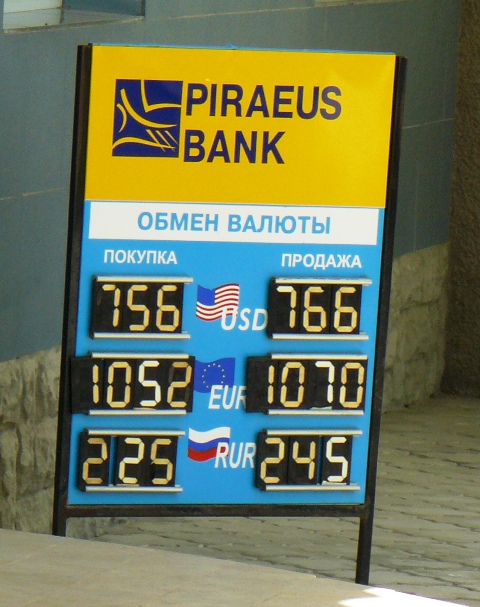 PIRAEUS
BANK
ОБМЕН ВАЛЮТЫ
ПОКУПКА ПРОДАЖА
756 USD 766
1052 EUR 1070
225 RUR 245